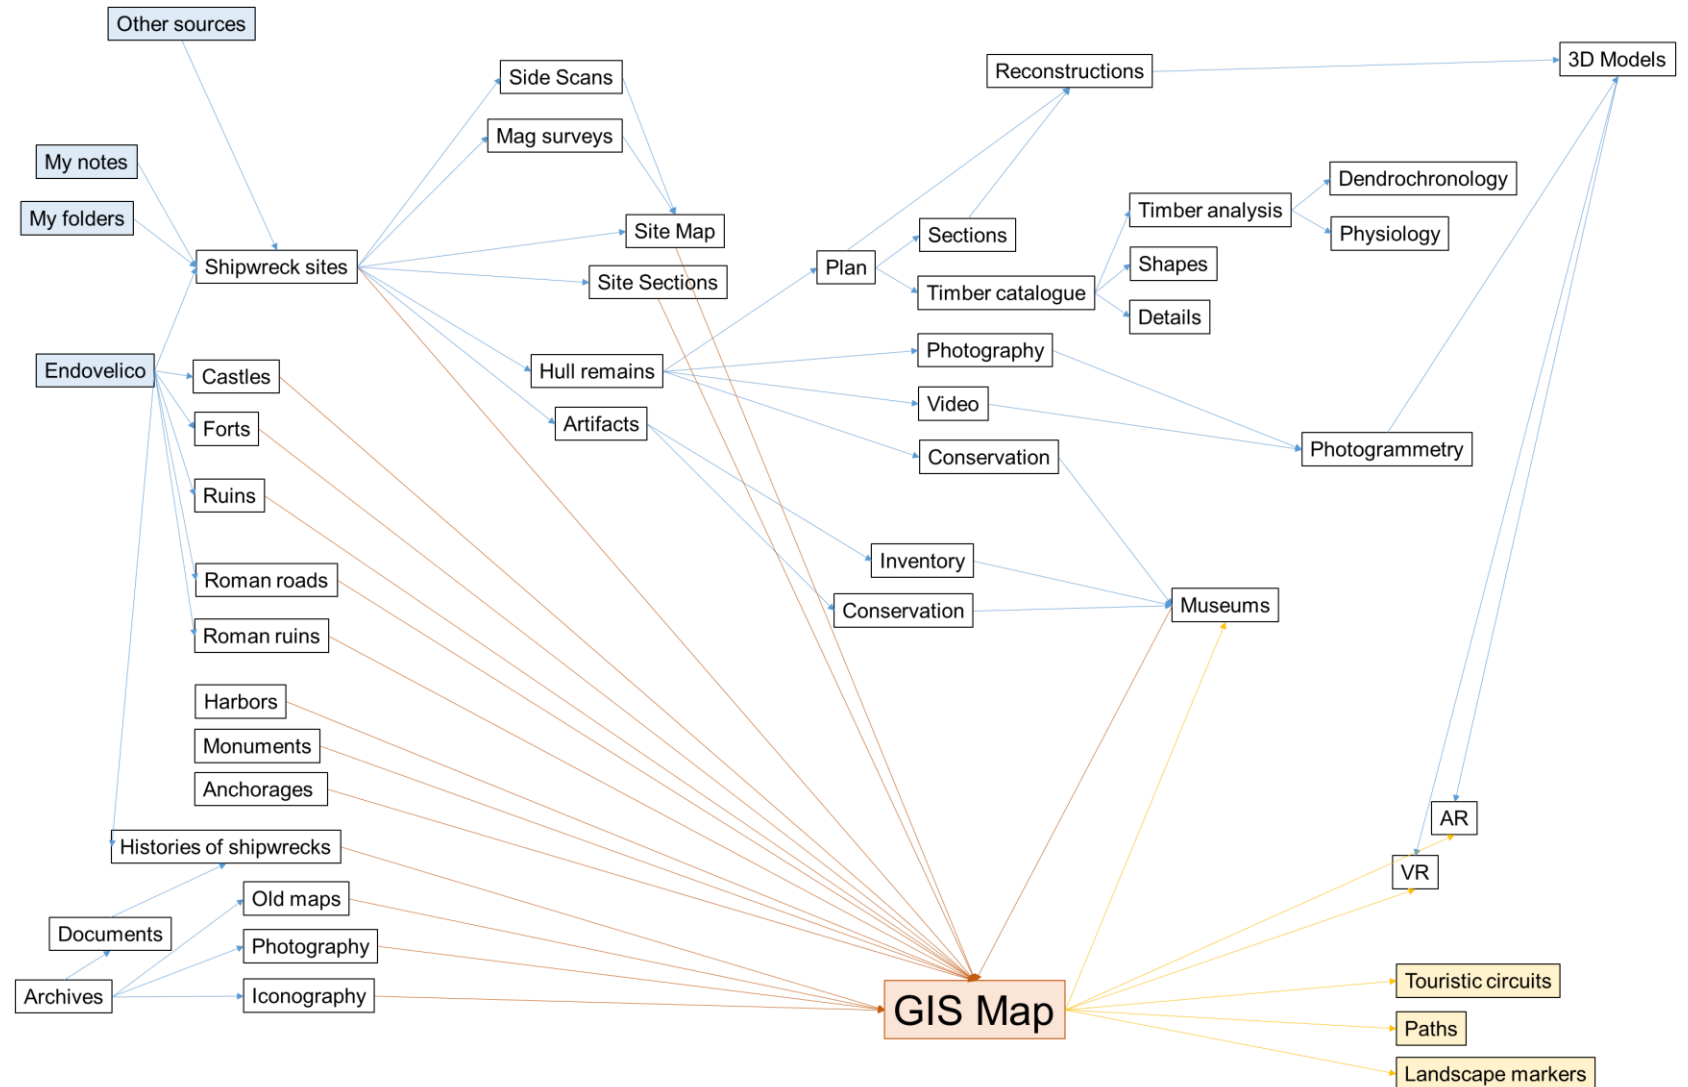 Other sources
Side Scans
Reconstructions
3D Models
Mag surveys
My notes
Dendrochronology
My folders
Timber analysis
Site Map
Sections
Physiology
Shipwreck sites
Plan
Shapes
Site Sections
Timber catalogue
Details
Endovelico
Castles
Hull remains
Photography
Forts
Artifacts
Video
Conservation
Photogrammetry
Ruins
Inventory
Roman roads
Conservation
Museums
Roman ruins
Harbors
Monuments
Anchorages
AR
Histories of shipwrecks
VR
Old maps
Documents
Photography
Touristic circuits
Archives
Iconography
GIS Map
Paths
Landscape markers